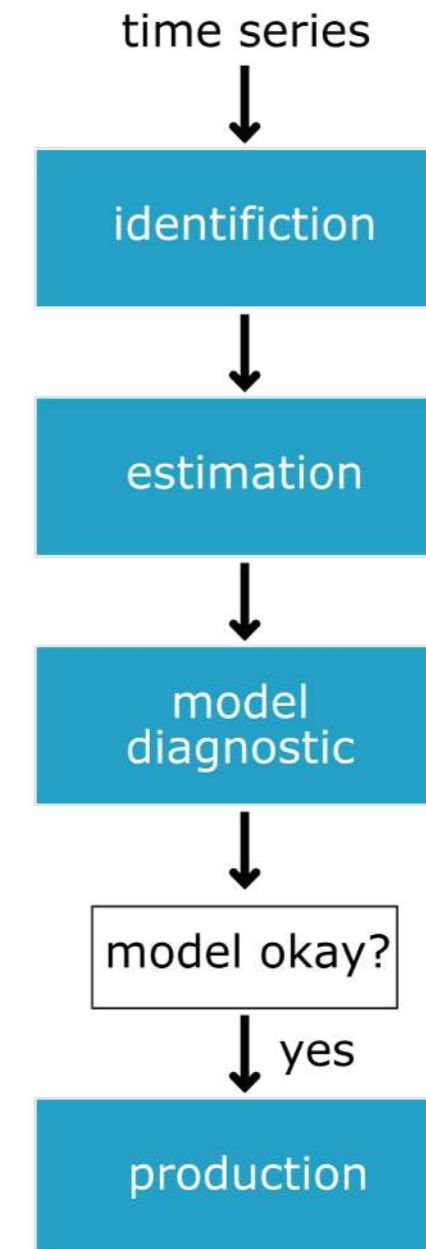 time series
identifiction
estimation
model
diagnostic
model okay?
yes
production